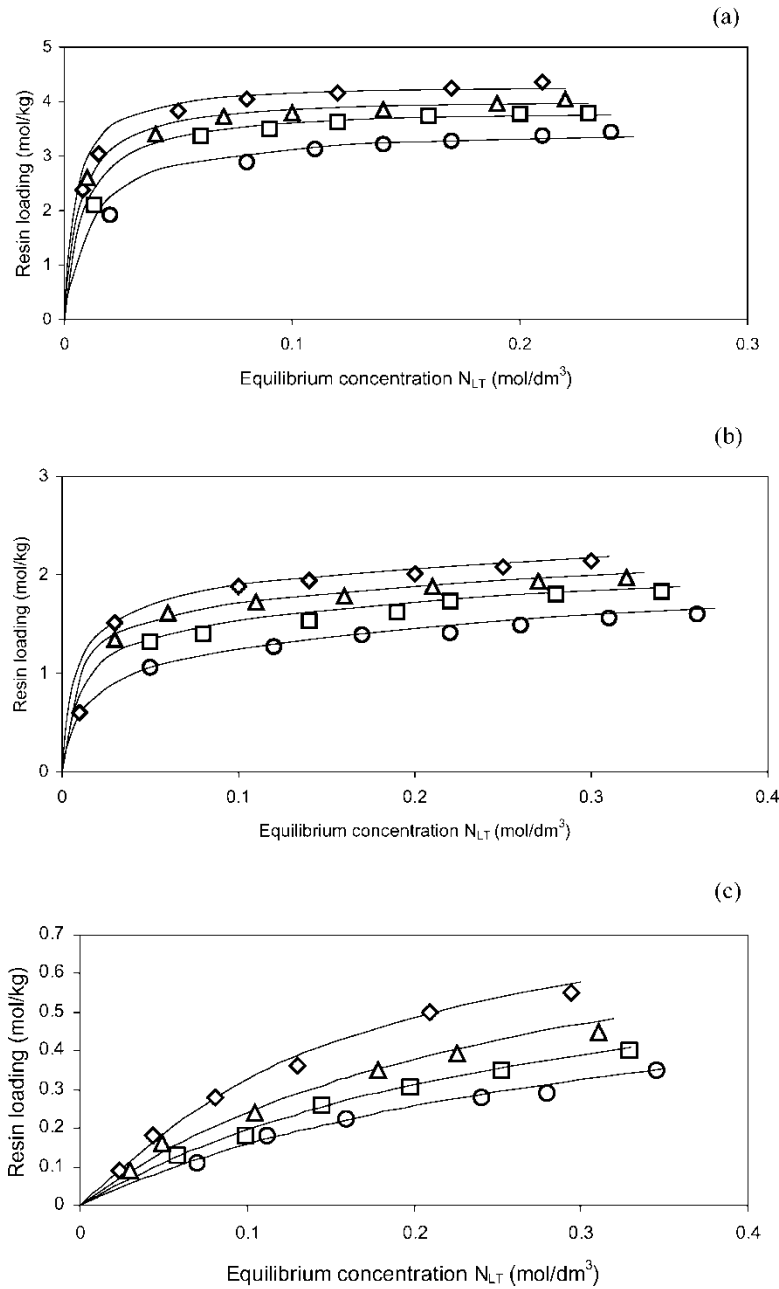 (a)
5
4
3
2
1
0
Resin loading (mol/kg)
0 0.1 0.2 0.3
Equilibrium concentration N_LT (mol/dm³)
(b)
3
2
1
0
Resin loading (mol/kg)
0 0.1 0.2 0.3 0.4
Equilibrium concentration N_LT (mol/dm³)
(c)
0.7
0.6
0.5
0.4
0.3
0.2
0.1
0
Resin loading (mol/kg)
0 0.1 0.2 0.3 0.4
Equilibrium concentration N_LT (mol/dm³)